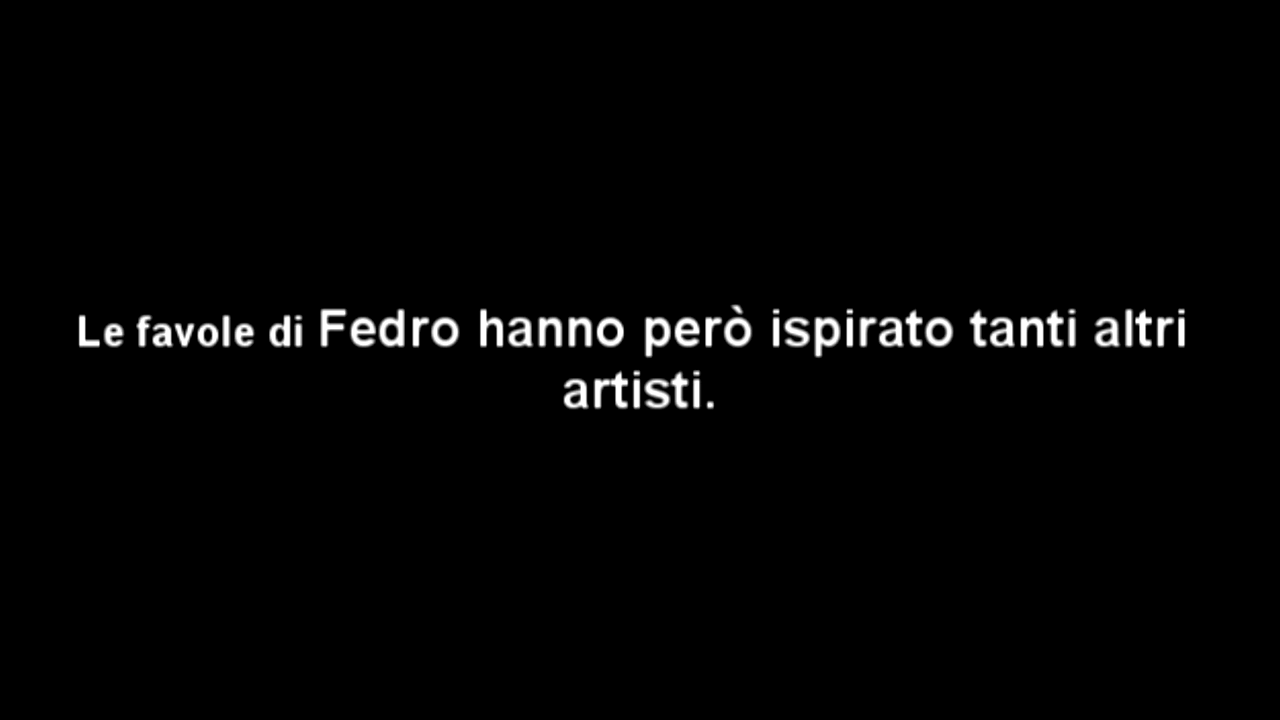 Le favole di Fedro hanno però ispirato tanti altri
artisti.